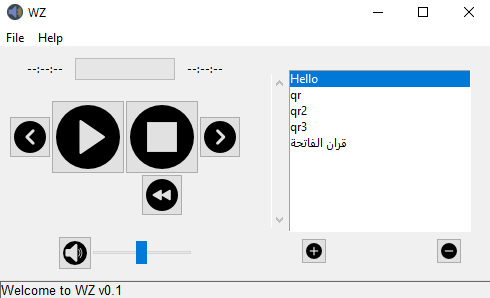 WZ
File Help
--:--:-- --:--:--
Hello
qr
qr2
qr3
قران الفاتحة
Welcome to WZ v0.1